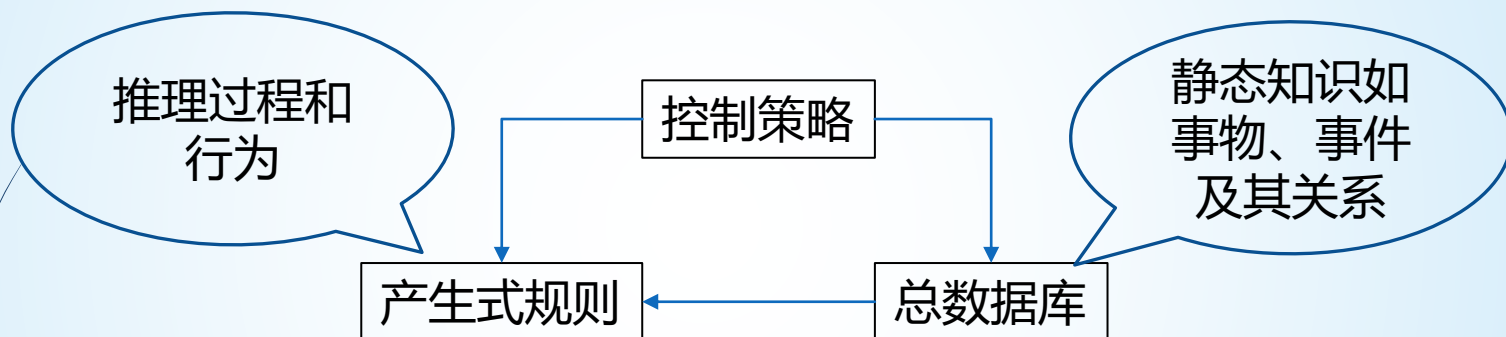 推理过程和
行为
控制策略
静态知识如
事物、事件
及其关系
产生式规则
总数据库